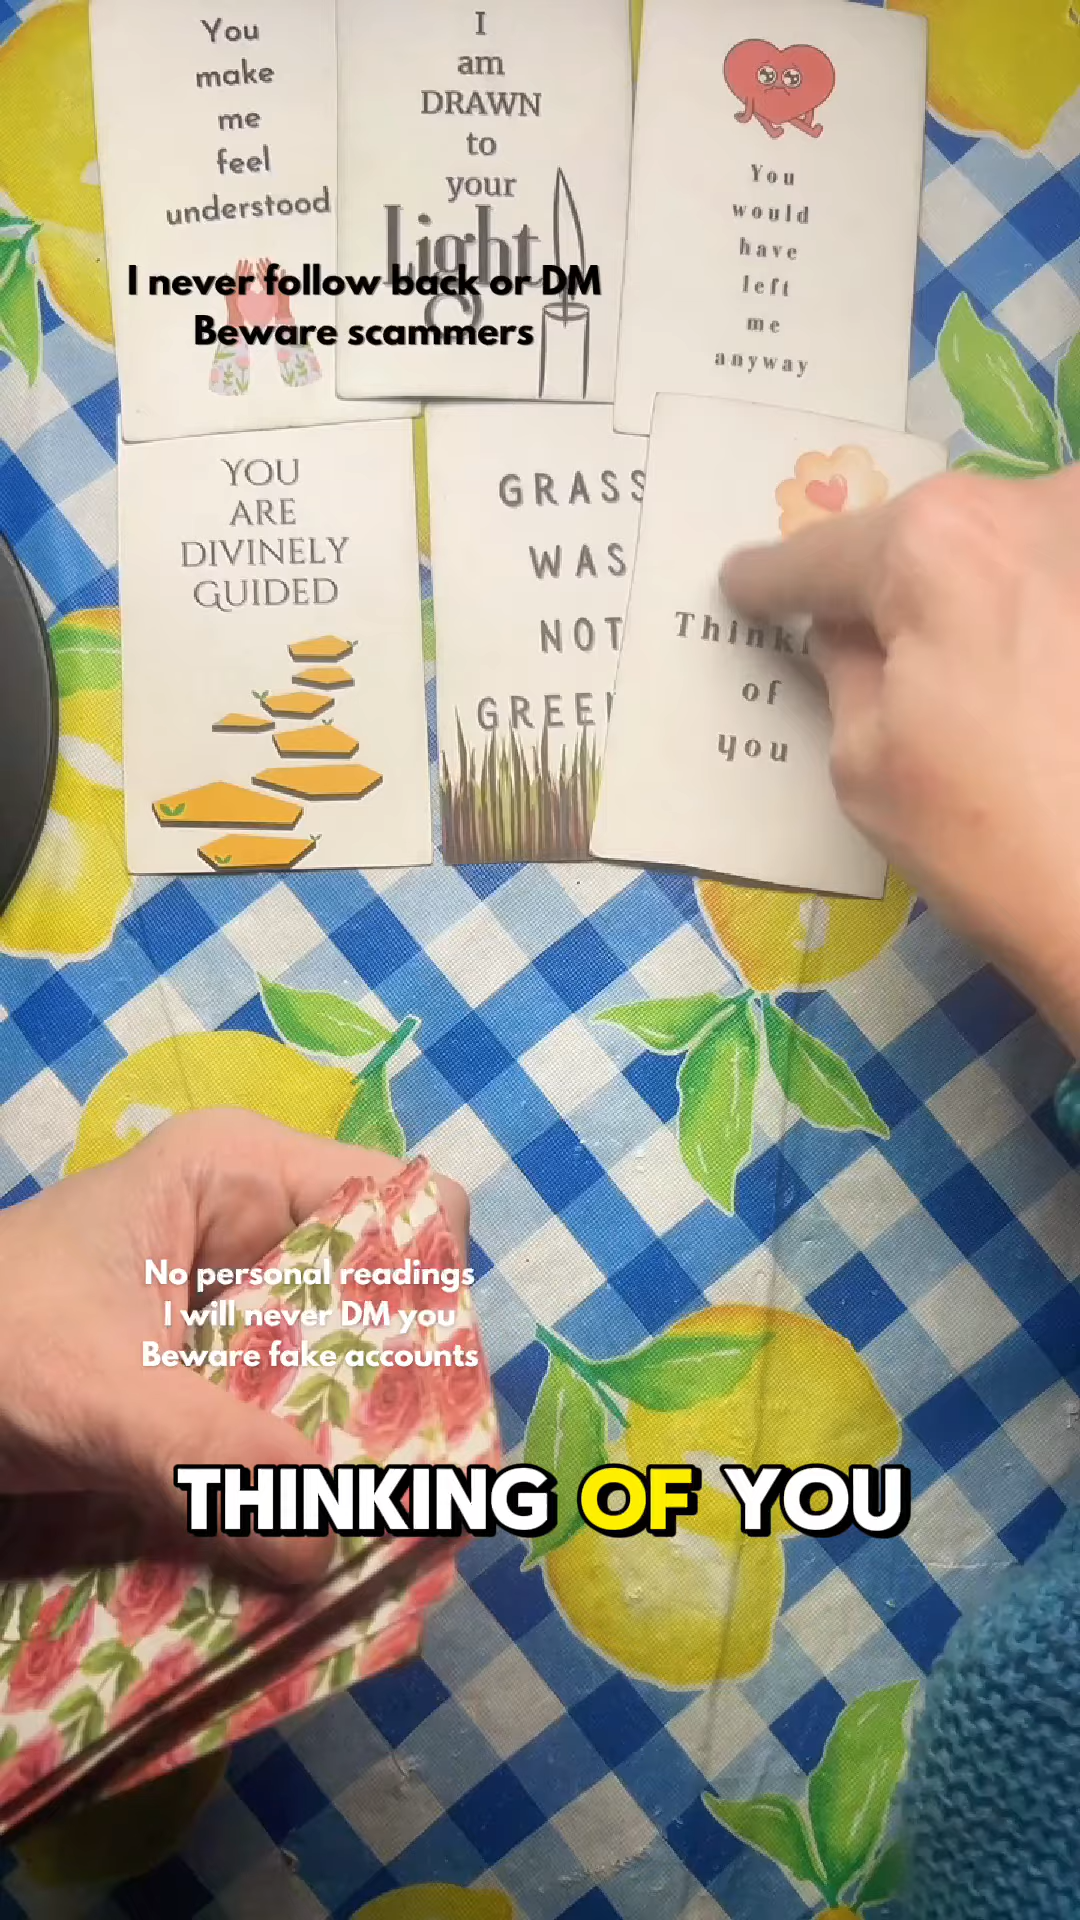 You
make
me
feel
understood
I
am
DRAWN
to
your
Light
You
would
have
left
me
anyway
I never follow back or DM
Beware scammers
YOU
ARE
DIVINELY
GUIDED
GRASS
WAS
NOT
GREE
Thinki
of
you
No personal readings
I will never DM you
Beware fake accounts
THINKING OF YOU